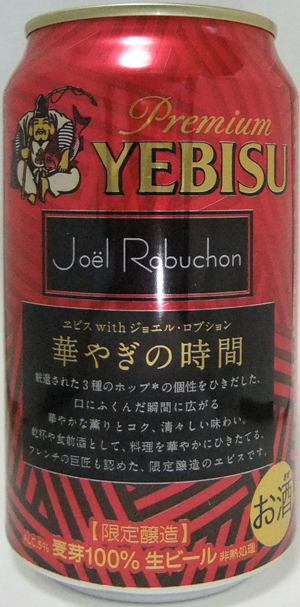 Premium
YEBISU
Joël Robuchon
ヱビス with ジョエル・ロブション
華やぎの時間
厳選された3種のホップ※の個性をひきだした、
口にふくんだ瞬間に広がる
華やかな薫りとコク、清々しい味わい。
乾杯や食前酒として、料理を華やかにひきたてる、
フレンチの巨匠も認めた、限定醸造のヱビスです。
お酒
【限定醸造】
ALC.5% 麦芽100% 生ビール 非熱処理